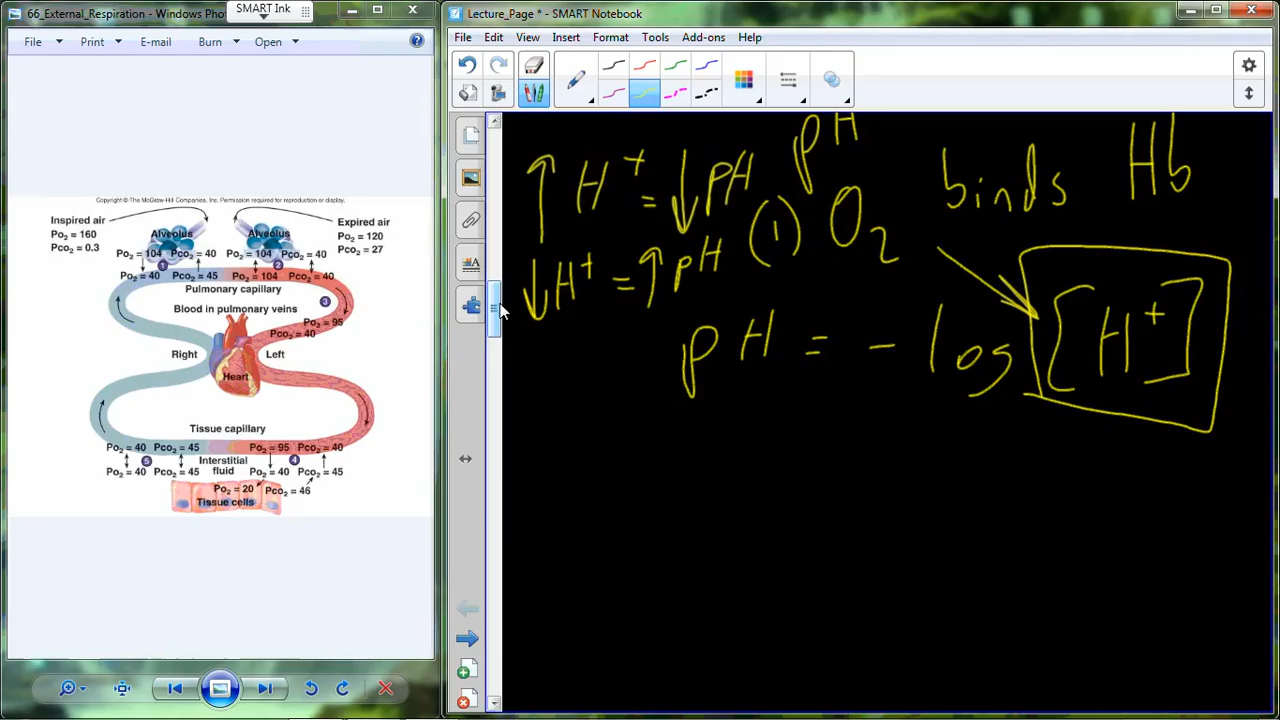 66_External_Respiration - Windows Pho
SMART Ink
File Print E-mail Burn Open
Copyright © The McGraw-Hill Companies, Inc. Permission required for reproduction or display.
Inspired air
Po2 = 160
Pco2 = 0.3
Expired air
Po2 = 120
Pco2 = 27
Alveolus
Alveolus
Po2 = 104 Pco2 = 40
Po2 = 104 Pco2 = 40
1
2
Po2 = 40 Pco2 = 45 Po2 = 104 Pco2 = 40
Pulmonary capillary
3
Blood in pulmonary veins
Po2 = 95
Pco2 = 40
Right
Left
Heart
Tissue capillary
Po2 = 40 Pco2 = 45 Po2 = 95 Pco2 = 40
5
Interstitial
fluid
4
Po2 = 40 Pco2 = 45 Po2 = 40 Pco2 = 45
Po2 = 20 Pco2 = 46
Tissue cells
Lecture_Page * - SMART Notebook
File Edit View Insert Format Tools Add-ons Help
pH
↑ H+ = ↓ pH
(1) O2 binds Hb
↓ H+ = ↑ pH
pH = - log [H+]